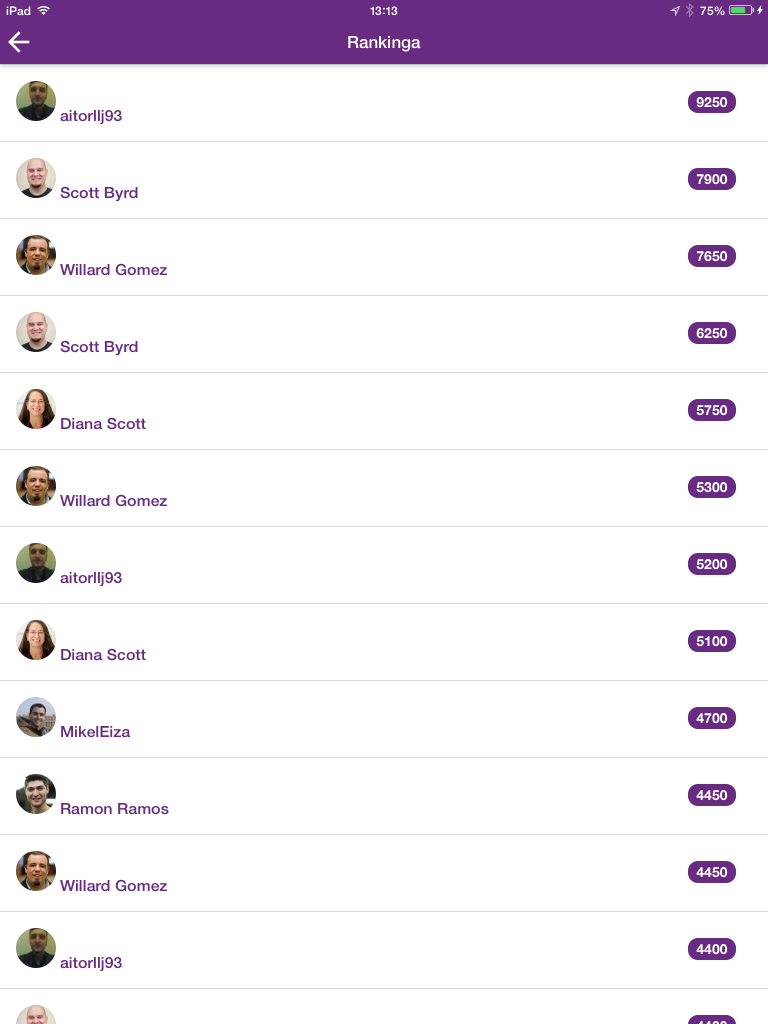 iPad 13:13 75%
Rankinga
aitorllj93 9250
Scott Byrd 7900
Willard Gomez 7650
Scott Byrd 6250
Diana Scott 5750
Willard Gomez 5300
aitorllj93 5200
Diana Scott 5100
MikelEiza 4700
Ramon Ramos 4450
Willard Gomez 4450
aitorllj93 4400